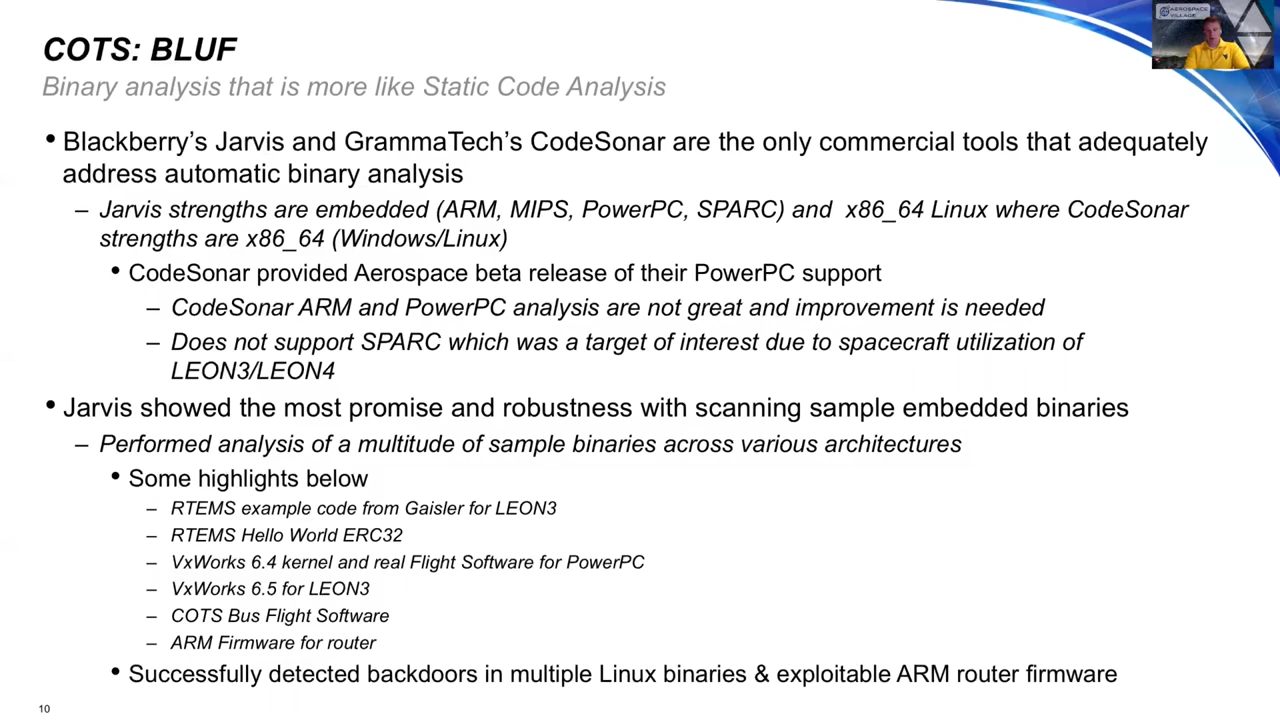 COTS: BLUF
AEROSPACE
VILLAGE
Binary analysis that is more like Static Code Analysis
• Blackberry’s Jarvis and GrammaTech’s CodeSonar are the only commercial tools that adequately
address automatic binary analysis
– Jarvis strengths are embedded (ARM, MIPS, PowerPC, SPARC) and x86_64 Linux where CodeSonar
strengths are x86_64 (Windows/Linux)
• CodeSonar provided Aerospace beta release of their PowerPC support
– CodeSonar ARM and PowerPC analysis are not great and improvement is needed
– Does not support SPARC which was a target of interest due to spacecraft utilization of
LEON3/LEON4
• Jarvis showed the most promise and robustness with scanning sample embedded binaries
– Performed analysis of a multitude of sample binaries across various architectures
• Some highlights below
– RTEMS example code from Gaisler for LEON3
– RTEMS Hello World ERC32
– VxWorks 6.4 kernel and real Flight Software for PowerPC
– VxWorks 6.5 for LEON3
– COTS Bus Flight Software
– ARM Firmware for router
• Successfully detected backdoors in multiple Linux binaries & exploitable ARM router firmware
10